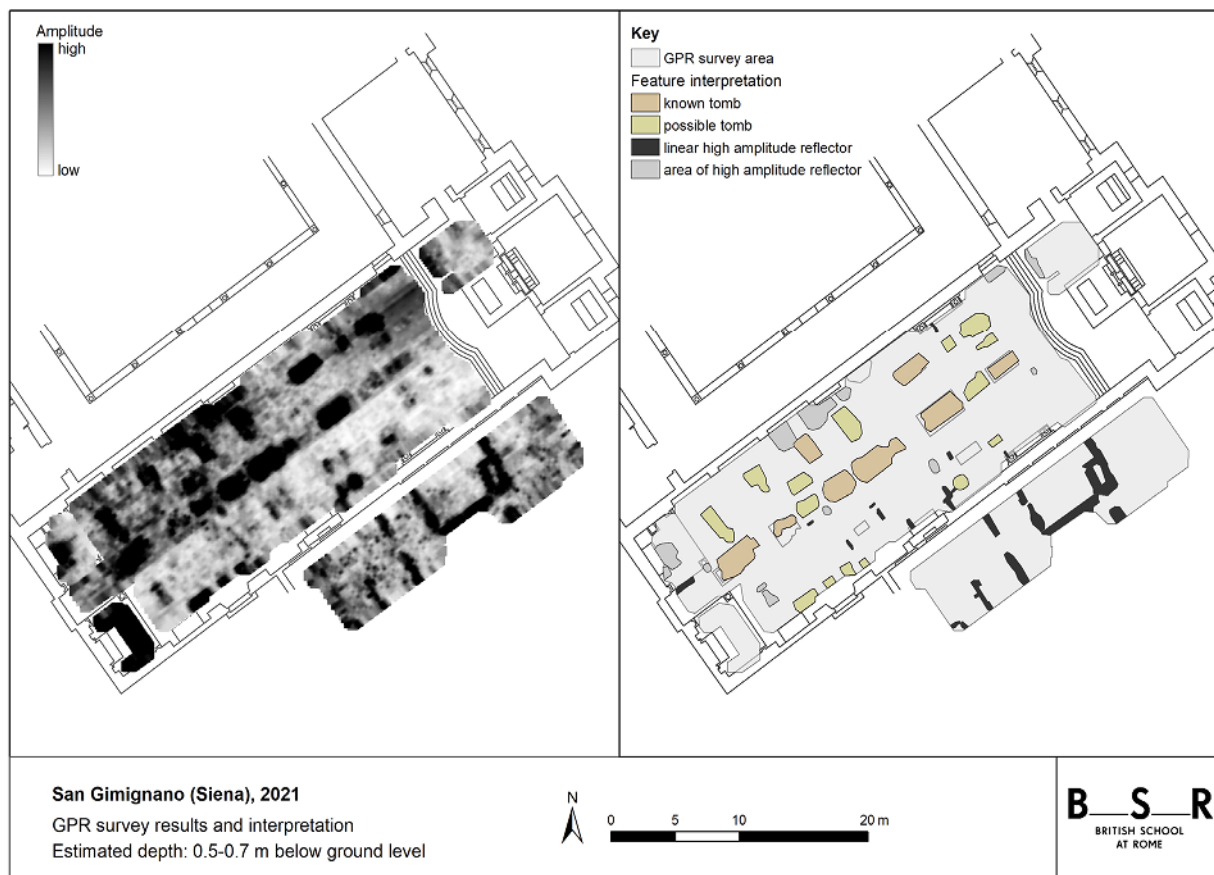 Amplitude
high
low
Key
GPR survey area
Feature interpretation
known tomb
possible tomb
linear high amplitude reflector
area of high amplitude reflector
San Gimignano (Siena), 2021
GPR survey results and interpretation
Estimated depth: 0.5-0.7 m below ground level
N
0 5 10 20 m
B__S__R
BRITISH SCHOOL
AT ROME